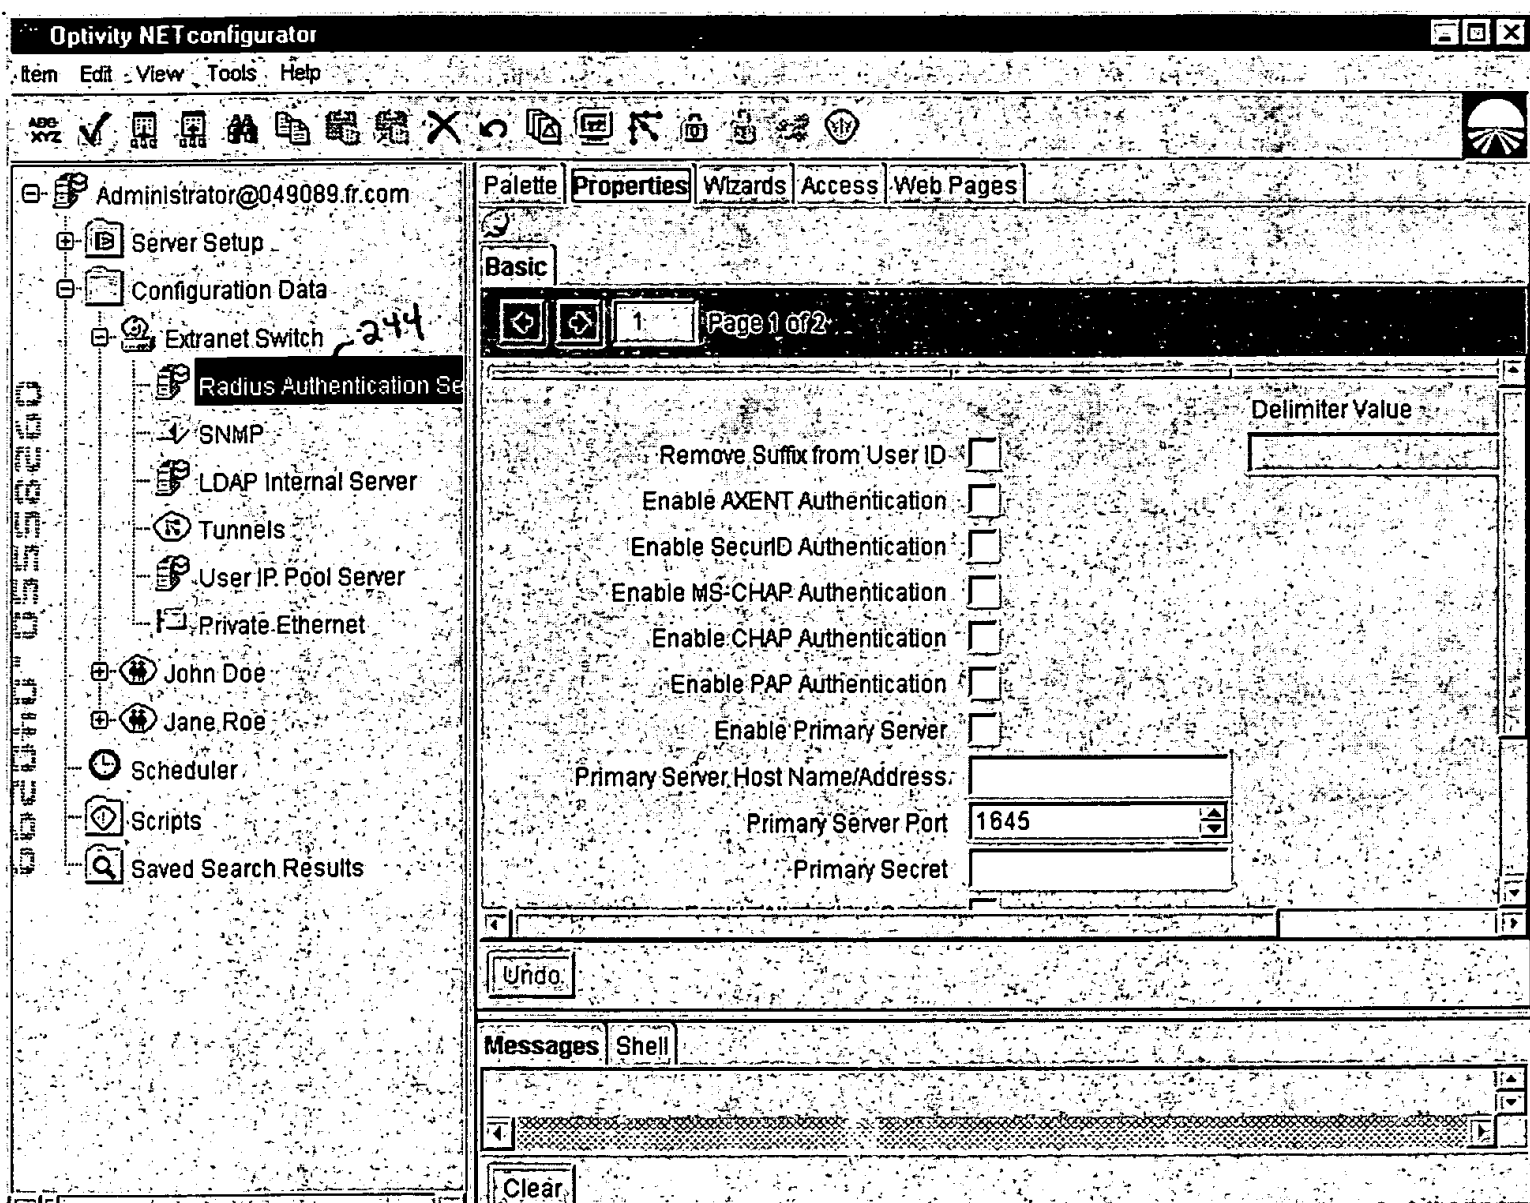 Optivity NETconfigurator
Item Edit View Tools Help
ABC XYZ
Administrator@049089.fr.com
Server Setup
Configuration Data
Extranet Switch
244
Radius Authentication Se
SNMP
LDAP Internal Server
Tunnels
User IP Pool Server
Private Ethernet
John Doe
Jane Roe
Scheduler
Scripts
Saved Search Results
Palette Properties Wizards Access Web Pages
Basic
1 Page 1 of 2
Delimiter Value
Remove Suffix from User ID
Enable AXENT Authentication
Enable SecurID Authentication
Enable MS-CHAP Authentication
Enable CHAP Authentication
Enable PAP Authentication
Enable Primary Server
Primary Server Host Name/Address
Primary Server Port 1645
Primary Secret
Undo
Messages Shell
Clear